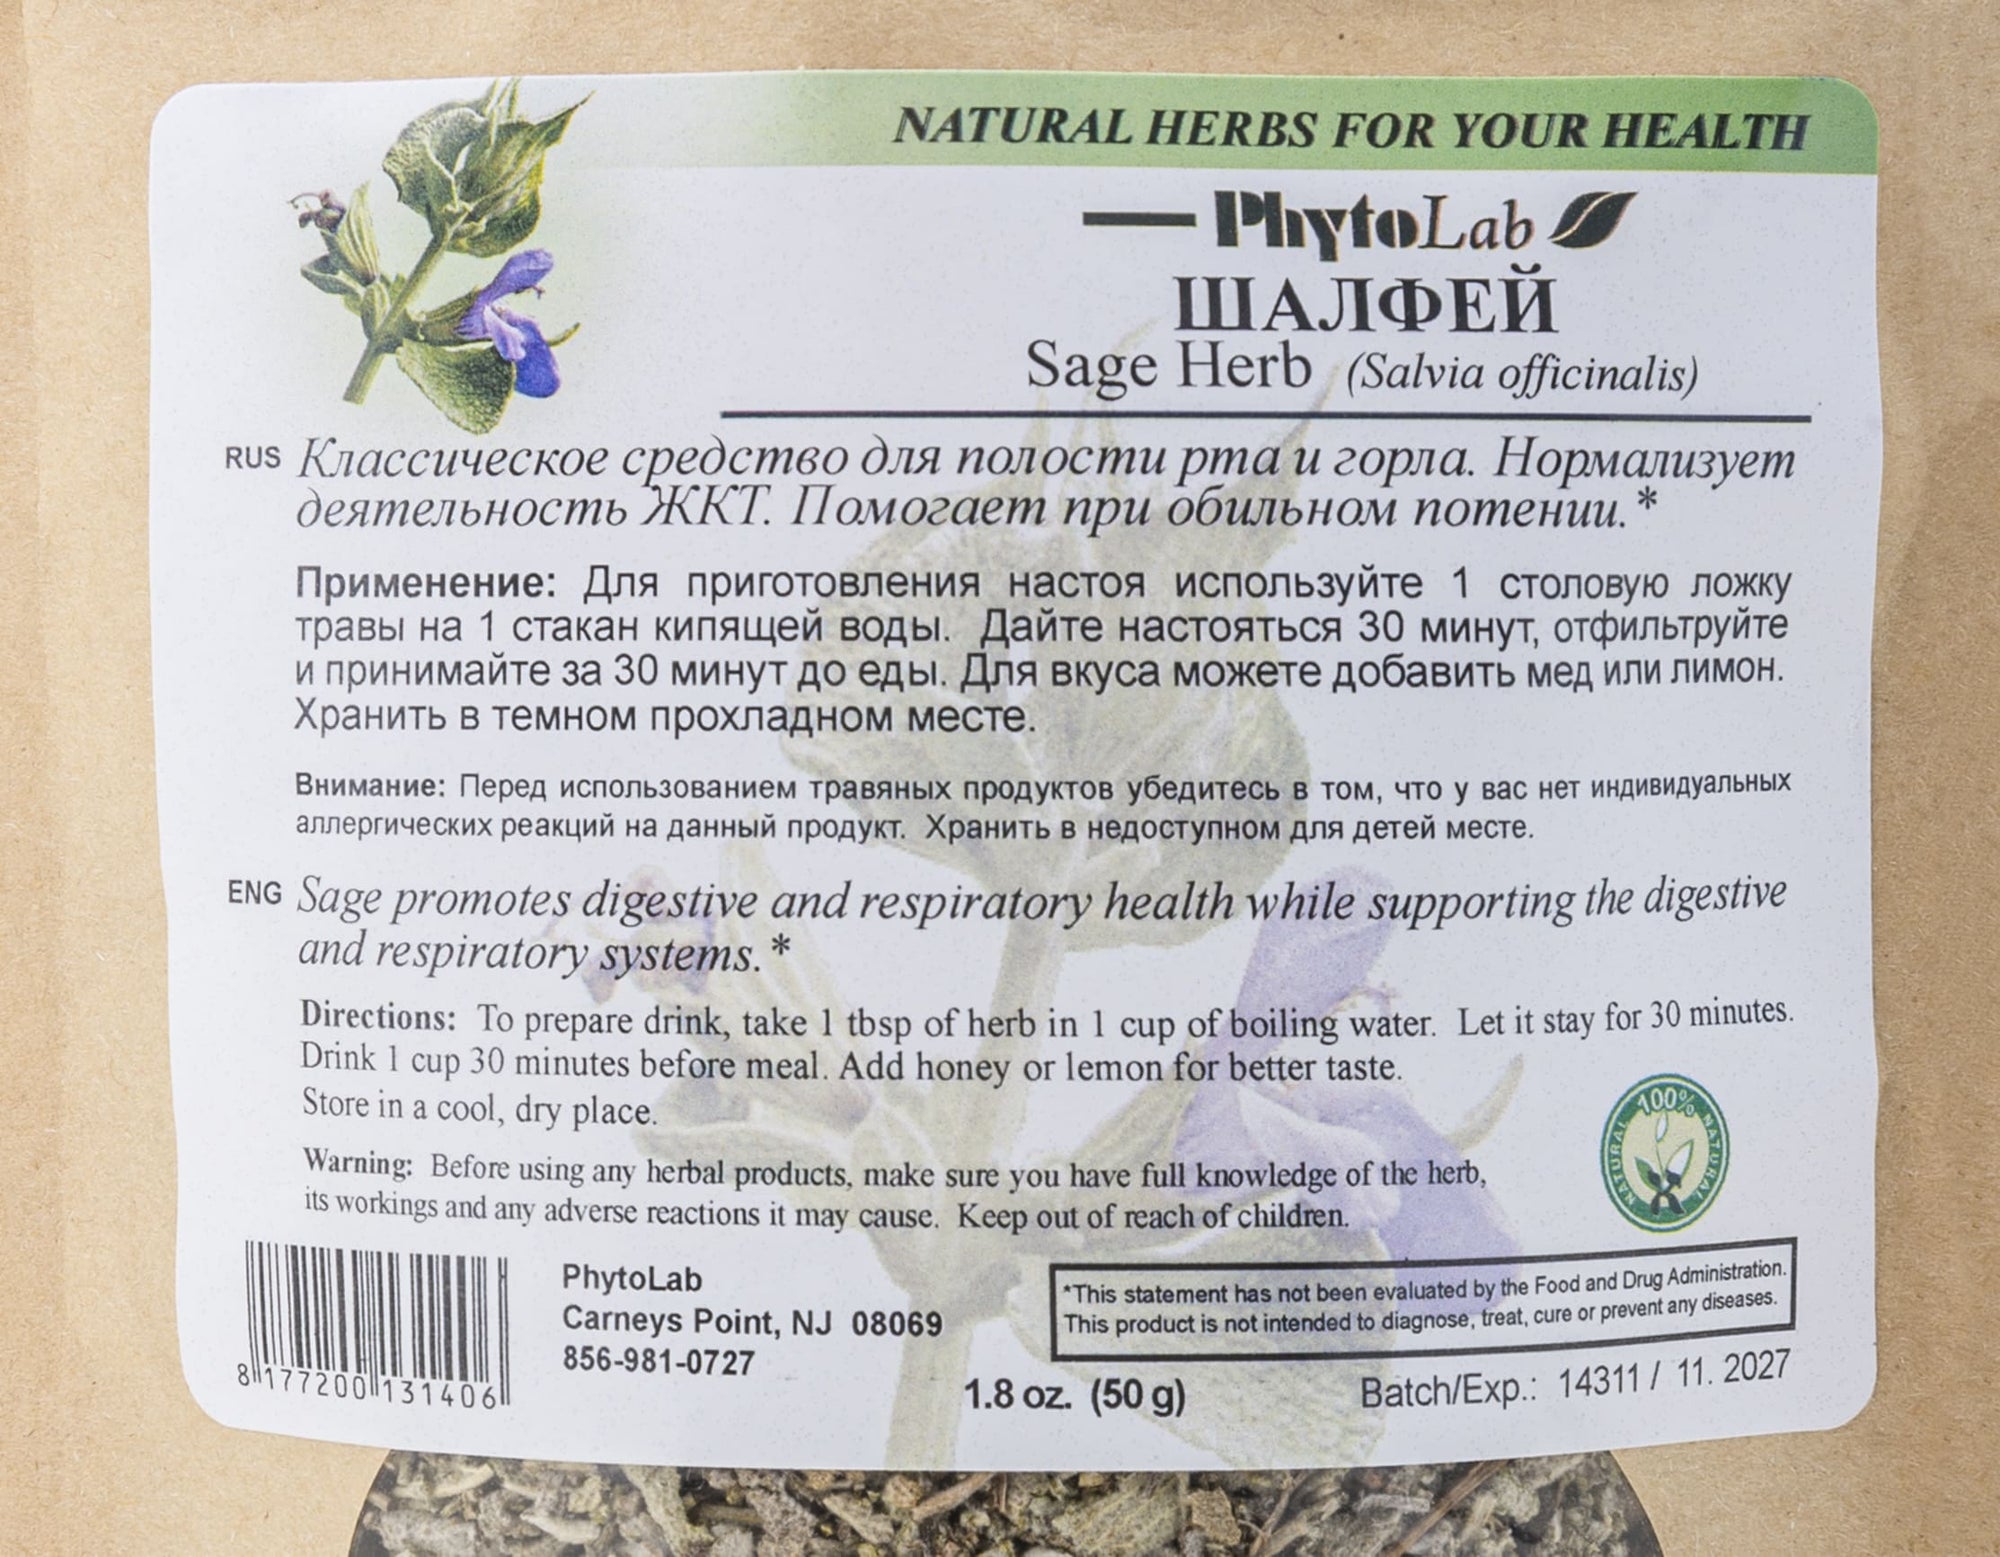 NATURAL HERBS FOR YOUR HEALTH
PhytoLab
ШАЛФЕЙ
Sage Herb (Salvia officinalis)
RUS Классическое средство для полости рта и горла. Нормализует
деятельность ЖКТ. Помогает при обильном потении.*
Применение: Для приготовления настоя используйте 1 столовую ложку
травы на 1 стакан кипящей воды. Дайте настояться 30 минут, отфильтруйте
и принимайте за 30 минут до еды. Для вкуса можете добавить мед или лимон.
Хранить в темном прохладном месте.
Внимание: Перед использованием травяных продуктов убедитесь в том, что у вас нет индивидуальных
аллергических реакций на данный продукт. Хранить в недоступном для детей месте.
ENG Sage promotes digestive and respiratory health while supporting the digestive
and respiratory systems.*
Directions: To prepare drink, take 1 tbsp of herb in 1 cup of boiling water. Let it stay for 30 minutes.
Drink 1 cup 30 minutes before meal. Add honey or lemon for better taste.
Store in a cool, dry place.
Warning: Before using any herbal products, make sure you have full knowledge of the herb,
its workings and any adverse reactions it may cause. Keep out of reach of children.
100% NATURAL
NATURAL
8 177200 131406
PhytoLab
Carneys Point, NJ 08069
856-981-0727
*This statement has not been evaluated by the Food and Drug Administration.
This product is not intended to diagnose, treat, cure or prevent any diseases.
1.8 oz. (50 g)
Batch/Exp.: 14311 / 11. 2027